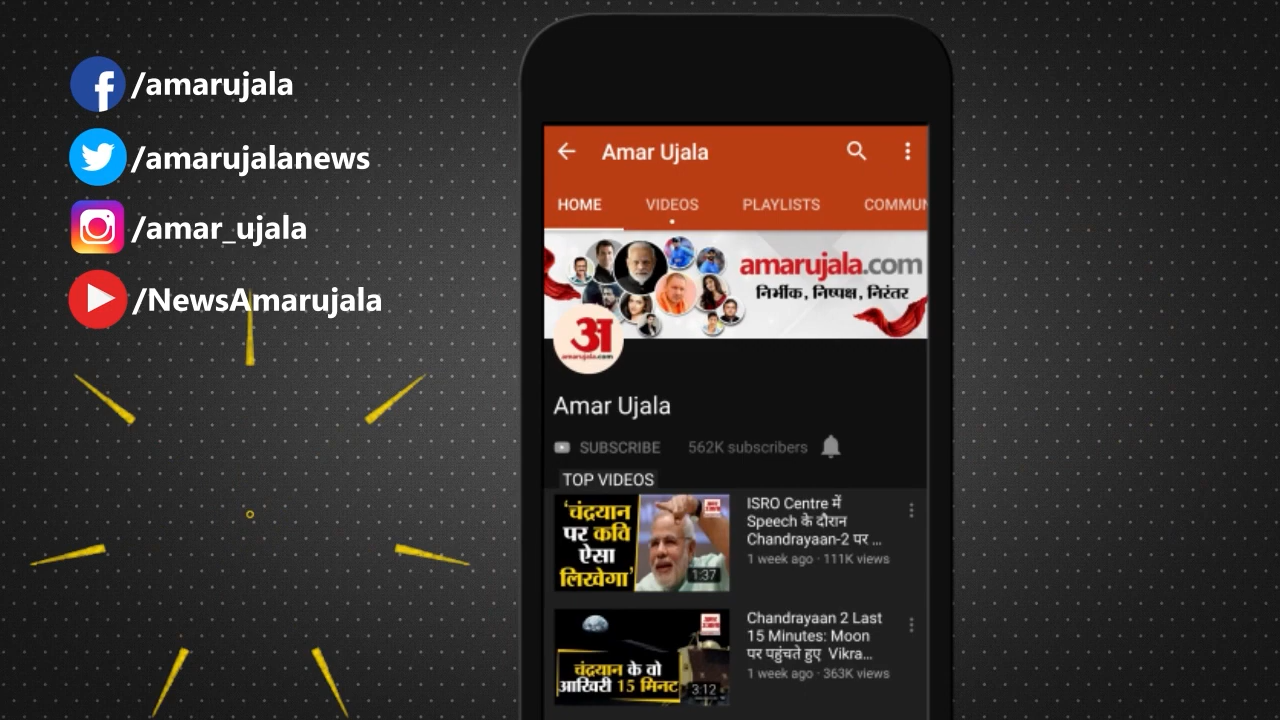 /amarujala
/amarujalanews
/amar_ujala
/NewsAmarujala
Amar Ujala
HOME VIDEOS PLAYLISTS COMMUN
amarujala.com
निर्भीक, निष्पक्ष, निरंतर
अ
amarujala.com
Amar Ujala
SUBSCRIBE 562K subscribers
TOP VIDEOS
'चंद्रयान
पर कवि
ऐसा
लिखेगा'
1:37
ISRO Centre में
Speech के दौरान
Chandrayaan-2 पर ...
1 week ago · 111K views
चंद्रयान के वो
आखिरी 15 मिनट
3:12
Chandrayaan 2 Last
15 Minutes: Moon
पर पहुंचते हुए Vikra...
1 week ago · 363K views